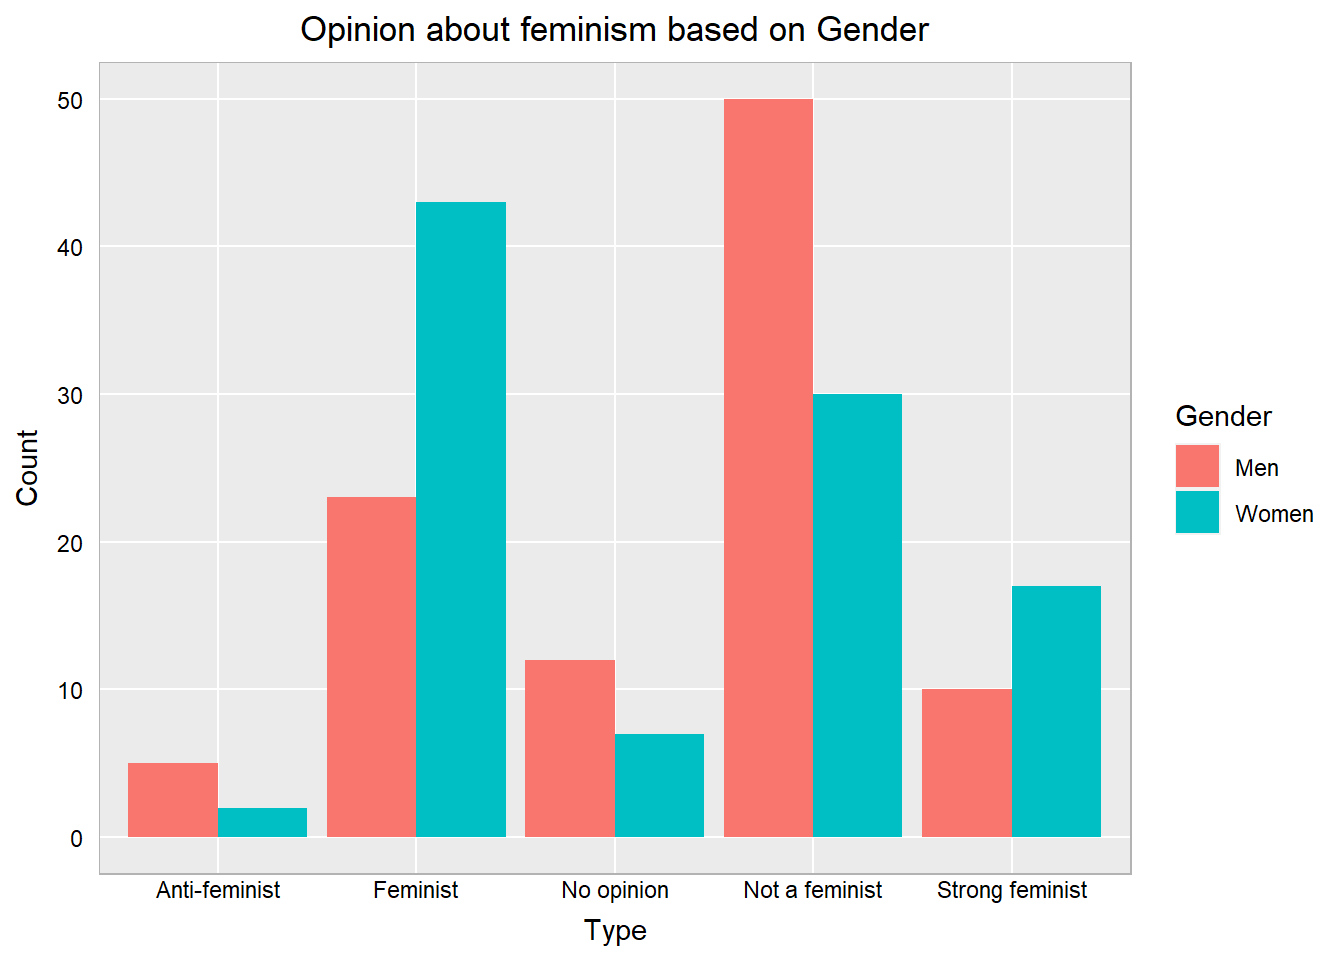 Opinion about feminism based on Gender
50
40
30
20
10
0
Count
Anti-feminist Feminist No opinion Not a feminist Strong feminist
Type
Gender
Men
Women